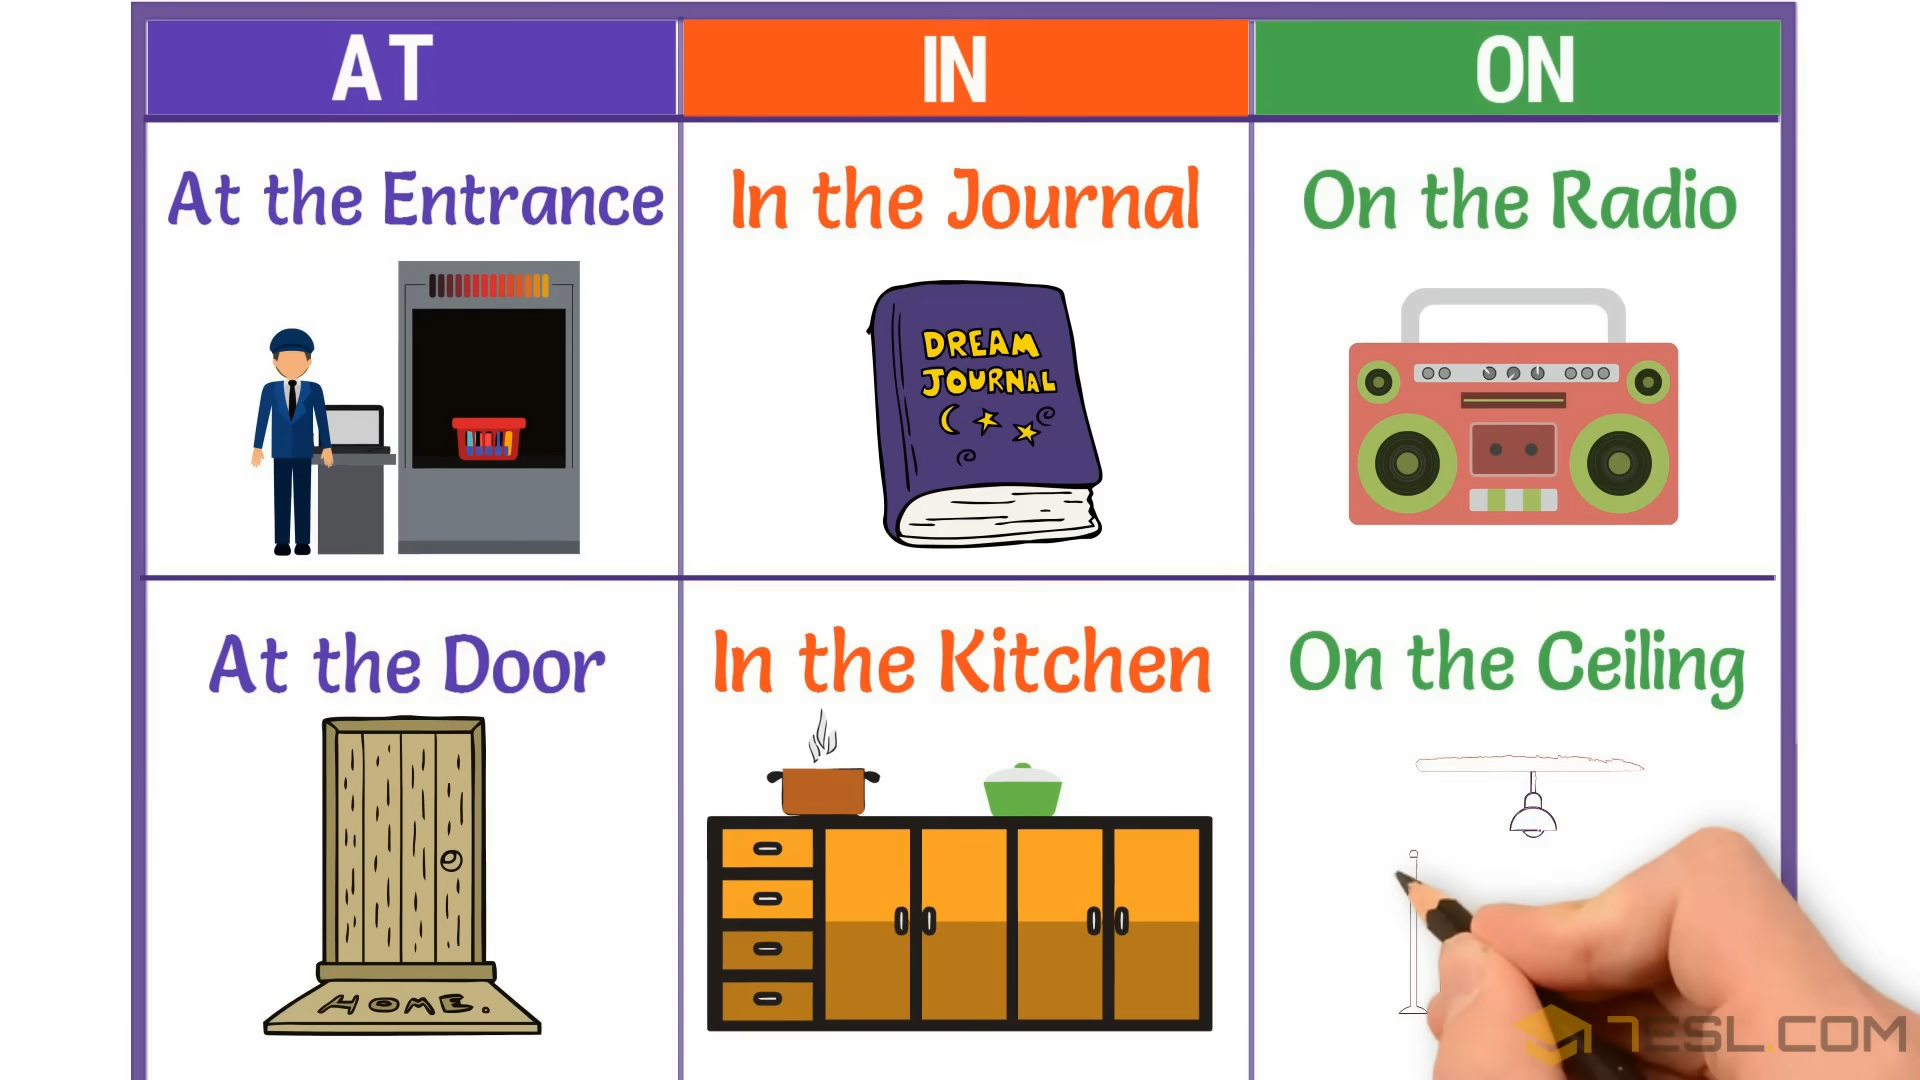 AT
IN
ON
At the Entrance
In the Journal
On the Radio
DREAM
JOURNAL
At the Door
In the Kitchen
On the Ceiling
HOME.
7ESL.COM